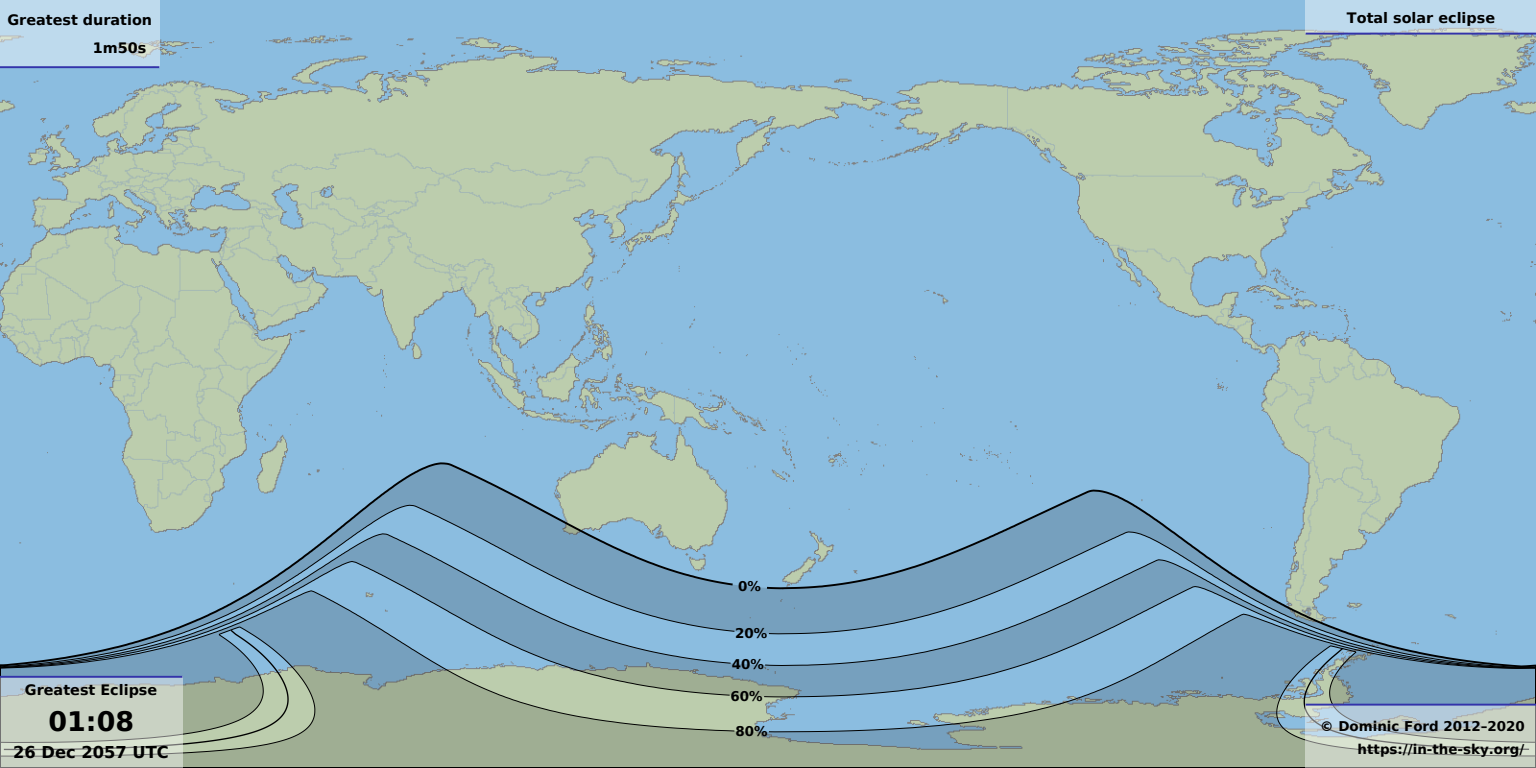 Greatest duration
1m50s
Total solar eclipse
0%
20%
40%
60%
80%
Greatest Eclipse
01:08
26 Dec 2057 UTC
© Dominic Ford 2012–2020
https://in-the-sky.org/